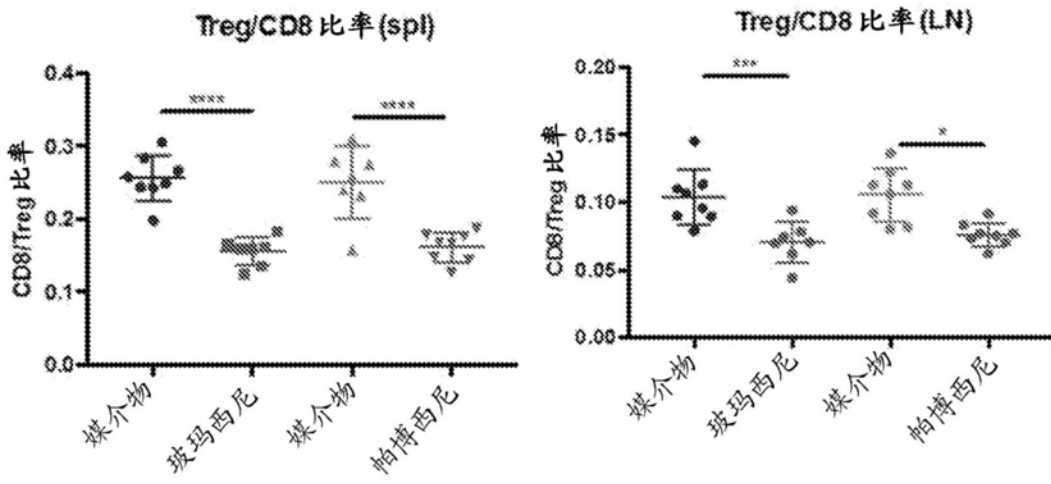 Treg/CD8 比率(spl)
CD8/Treg 比率
0.4
0.3
0.2
0.1
0.0
****
****
媒介物
玻玛西尼
媒介物
帕博西尼
Treg/CD8 比率(LN)
CD8/Treg 比率
0.20
0.15
0.10
0.05
0.00
***
*
媒介物
玻玛西尼
媒介物
帕博西尼